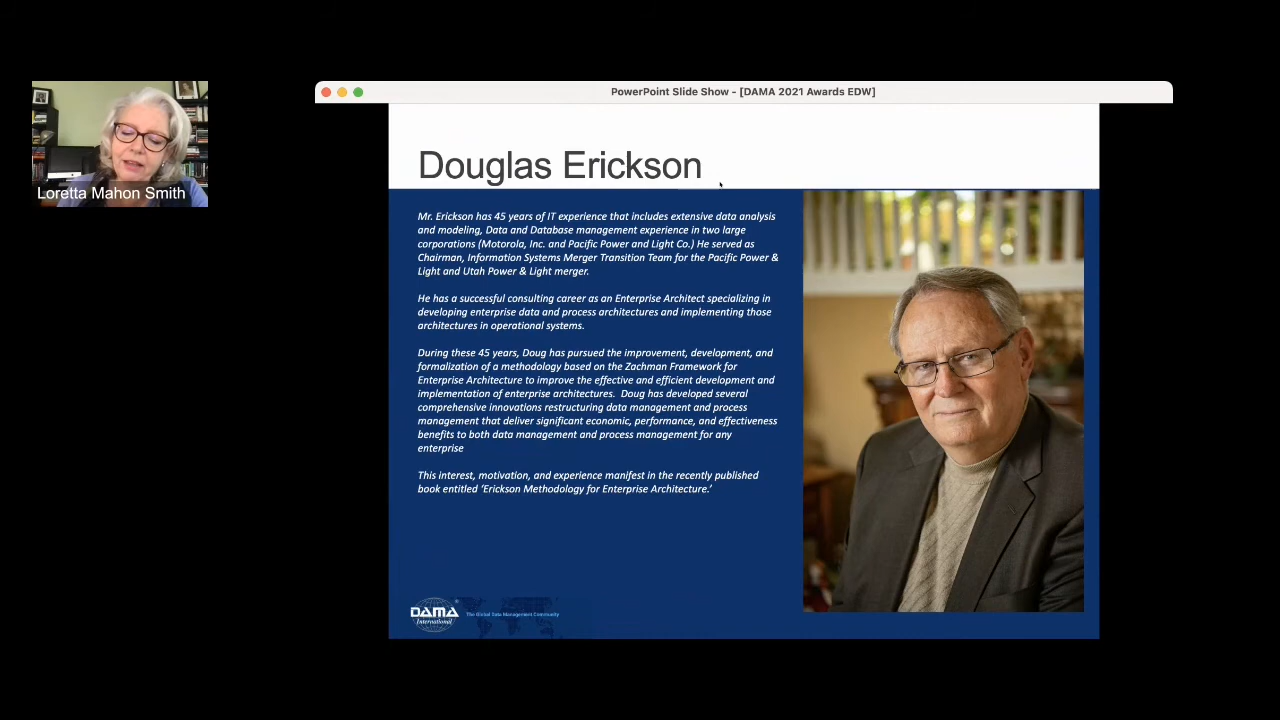 PowerPoint Slide Show - [DAMA 2021 Awards EDW]
Loretta Mahon Smith
Douglas Erickson
Mr. Erickson has 45 years of IT experience that includes extensive data analysis
and modeling, Data and Database management experience in two large
corporations (Motorola, Inc. and Pacific Power and Light Co.) He served as
Chairman, Information Systems Merger Transition Team for the Pacific Power &
Light and Utah Power & Light merger.
He has a successful consulting career as an Enterprise Architect specializing in
developing enterprise data and process architectures and implementing those
architectures in operational systems.
During these 45 years, Doug has pursued the improvement, development, and
formalization of a methodology based on the Zachman Framework for
Enterprise Architecture to improve the effective and efficient development and
implementation of enterprise architectures.  Doug has developed several
comprehensive innovations restructuring data management and process
management that deliver significant economic, performance, and effectiveness
benefits to both data management and process management for any
enterprise
This interest, motivation, and experience manifest in the recently published
book entitled ‘Erickson Methodology for Enterprise Architecture.’
DAMA
International
The Global Data Management Community